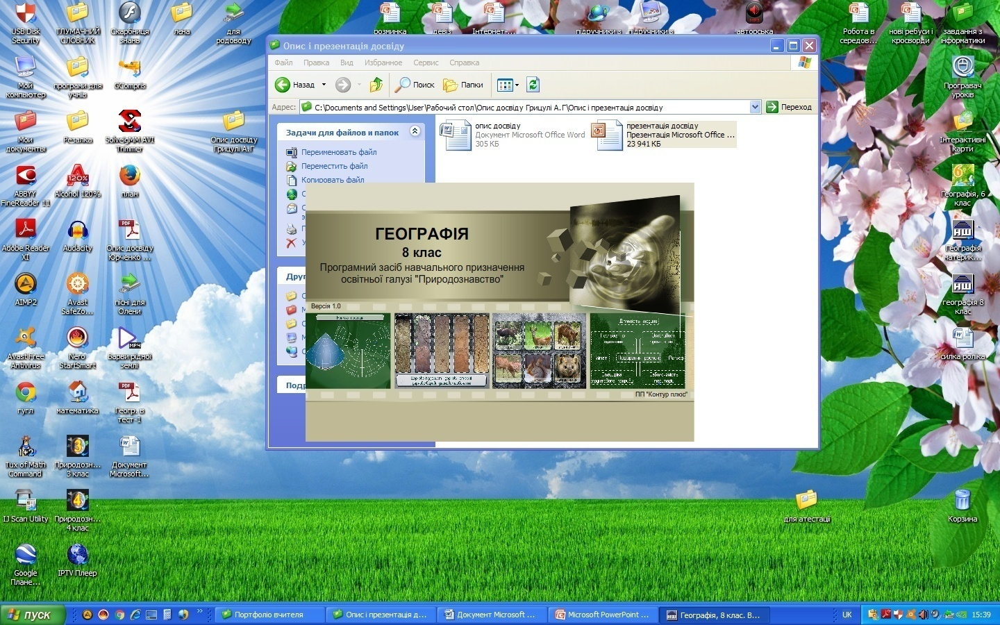 USB Disk
Security
ТЛУМАЧНИЙ
СЛОВНИК
Скарбниця
знань
лєна
для
родоводу
розминка
девіз
Інтернет-...
підручники з
підручники з
авторська
Робота в
середов...
нові ребуси і
кросворди
завдання з
інформатики
Мой
компьютер
програми для
учнів
GCompris
Програвач
уроків
Мои
документы
Резалка
SolveigMM AVI
Trimmer
Опис досвіду
Грицулі А.Г
Інтерактивні
карти
ABBYY
FineReader 11
Alcohol 120%
план
Географія, 6
клас
Adobe Reader
XI
Audacity
Опис досвіду
Юрченко ...
Географія
материк...
AIMP2
Avast
SafeZo...
пісні для
Олени
географія 8
клас
Avast Free
Antivirus
Nero
StartSmart
Барви рідної
землі
силка роліка
гугл
математика
Геогр. в
тест-1
Tux of Math
Command
Природозн...
3 клас
Документ
Microsoft...
IJ Scan Utility
Природозн...
4 клас
для атестації
Корзина
Google
Плане...
IPTV Плеер
Опис і презентація досвіду
Файл Правка Вид Избранное Сервис Справка
Назад Поиск Папки
Адрес: C:\Documents and Settings\User\Рабочий стол\Опис досвіду Грицулі А.Г\Опис і презентація досвіду Переход
Задачи для файлов и папок
Переименовать файл
Переместить файл
Копировать файл
опис досвіду
Документ Microsoft Office Word
305 КБ
презентація досвіду
Презентація Microsoft Office ...
23 941 КБ
ГЕОГРАФІЯ
8 клас
Програмний засіб навчального призначення
освітньої галузі "Природознавство"
Версія 1.0
ПП "Контур плюс"
пуск
Портфоліо вчителя
Опис і презентація д...
Документ Microsoft ...
Microsoft PowerPoint ...
Географія, 8 клас. В...
UK
15:39